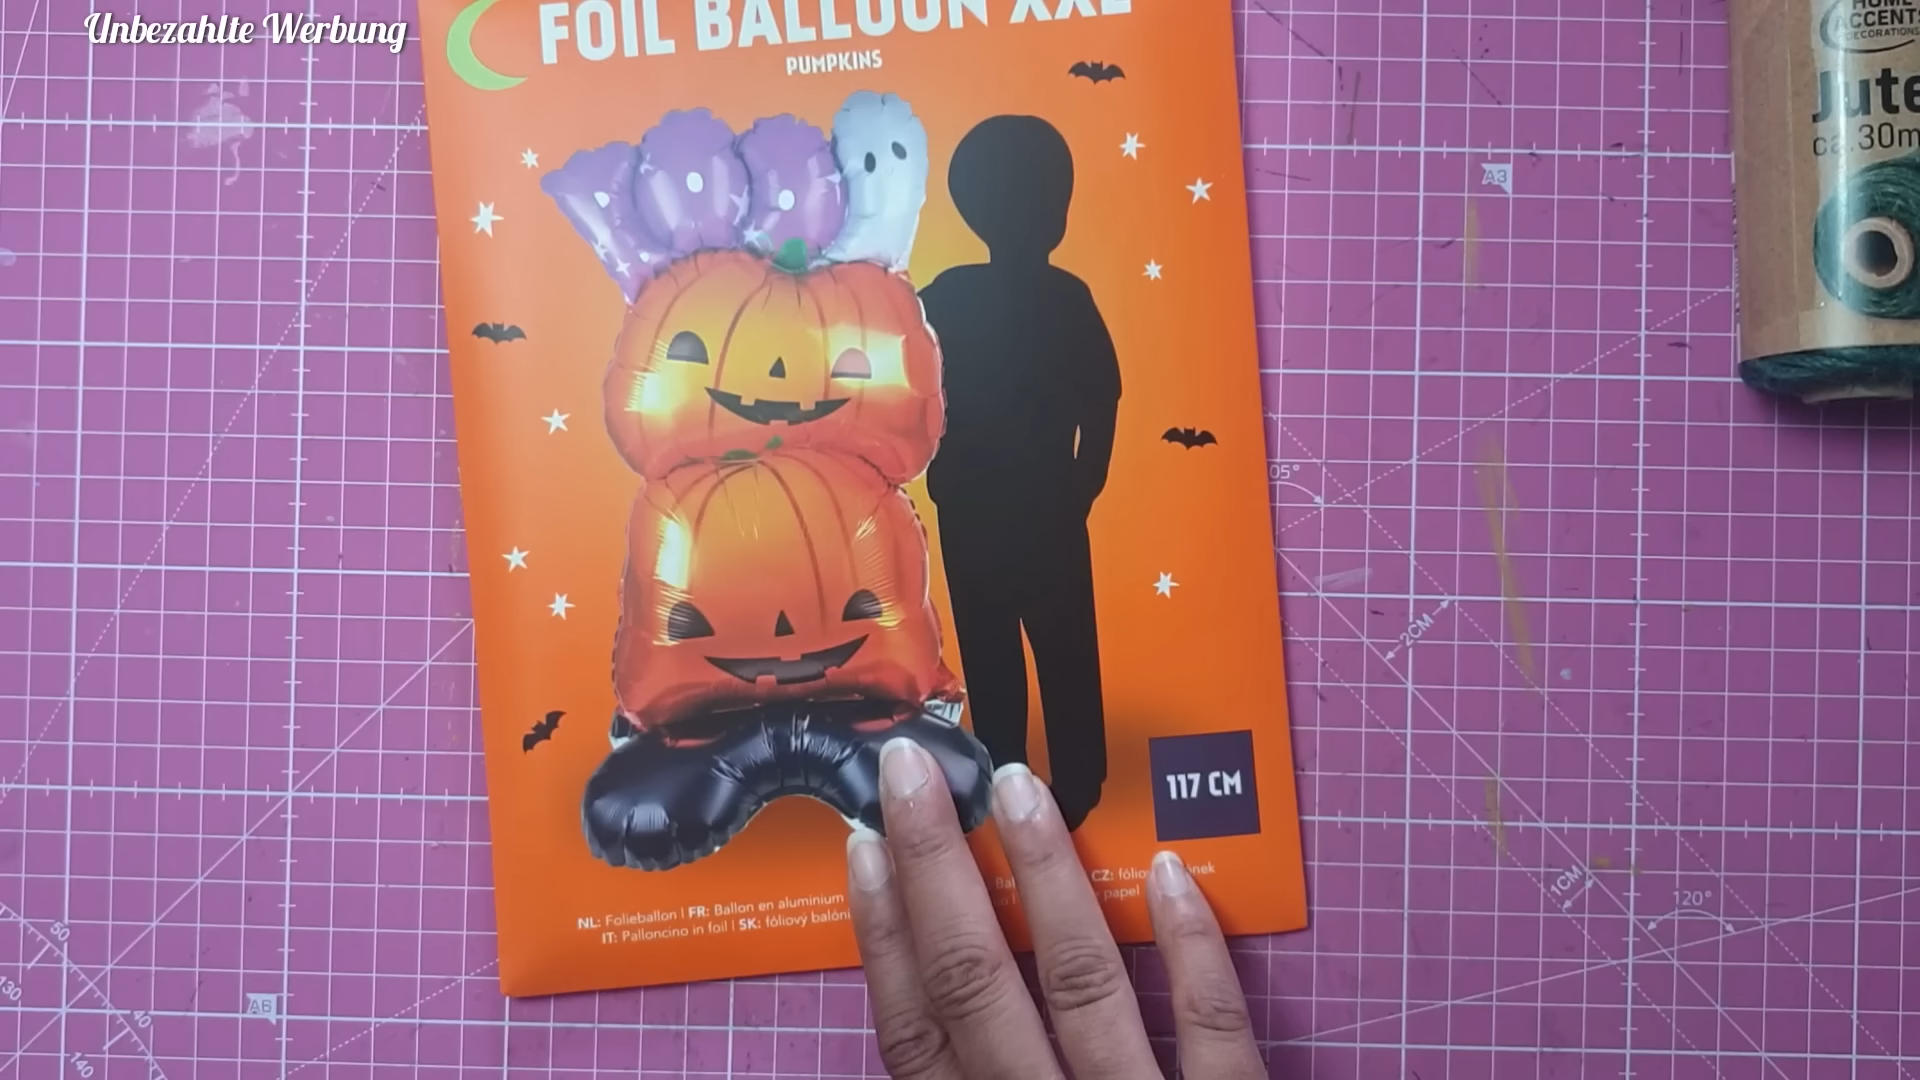 Unbezahlte Werbung
FOIL BALLOON XXL
PUMPKINS
HOME
ACCENTS
DECORATIONS
Jute
ca. 30m
A3
05°
2CM
117 CM
1CM
120°
NL: Folieballon | FR: Ballon en aluminium
CZ: fólio
IT: Palloncino in foil | SK: fóliový balóni
papel
50
40
130
140
A6